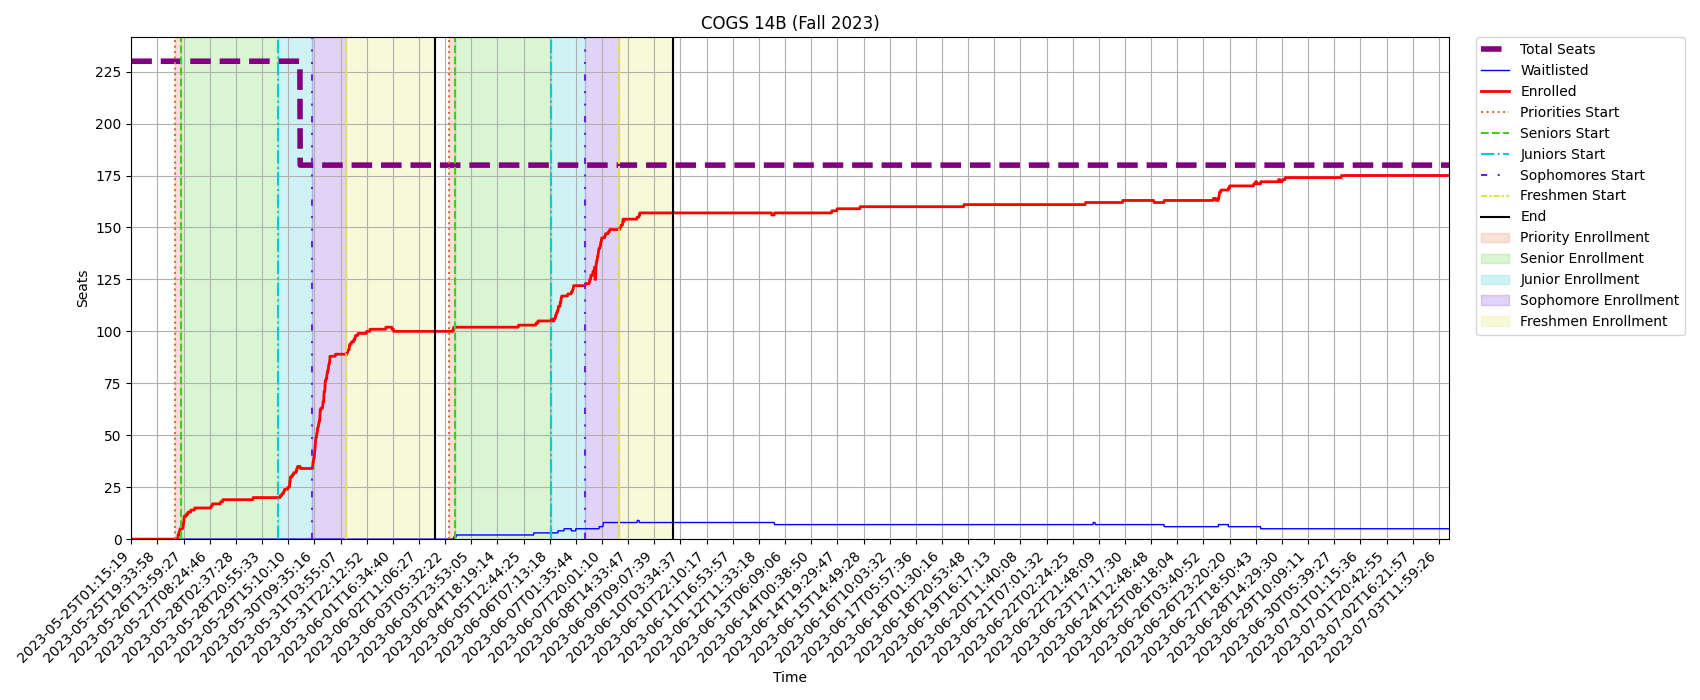 COGS 14B (Fall 2023)
Seats
225
200
175
150
125
100
75
50
25
0
2023-05-25T01:15:19
2023-05-25T19:33:58
2023-05-26T13:59:27
2023-05-27T08:24:46
2023-05-28T02:37:28
2023-05-28T20:55:33
2023-05-29T15:10:10
2023-05-30T09:35:16
2023-05-31T03:55:07
2023-05-31T22:12:52
2023-06-01T16:34:40
2023-06-02T11:06:27
2023-06-03T05:32:22
2023-06-03T23:53:05
2023-06-04T18:19:14
2023-06-05T12:44:25
2023-06-06T07:13:18
2023-06-07T01:35:44
2023-06-07T20:01:10
2023-06-08T14:33:47
2023-06-09T09:07:39
2023-06-10T03:34:37
2023-06-10T22:10:17
2023-06-11T16:53:57
2023-06-12T11:33:18
2023-06-13T06:09:06
2023-06-14T00:38:50
2023-06-14T19:29:47
2023-06-15T14:49:28
2023-06-16T10:03:32
2023-06-17T05:57:36
2023-06-18T01:30:16
2023-06-18T20:53:48
2023-06-19T16:17:13
2023-06-20T11:40:08
2023-06-21T07:01:32
2023-06-22T02:24:25
2023-06-22T21:48:09
2023-06-23T17:17:30
2023-06-24T12:48:48
2023-06-25T08:18:04
2023-06-26T03:40:52
2023-06-26T23:20:20
2023-06-27T18:50:43
2023-06-28T14:29:30
2023-06-29T10:09:11
2023-06-30T05:39:27
2023-07-01T01:15:36
2023-07-01T20:42:55
2023-07-02T16:21:57
2023-07-03T11:59:26
Time
Total Seats
Waitlisted
Enrolled
Priorities Start
Seniors Start
Juniors Start
Sophomores Start
Freshmen Start
End
Priority Enrollment
Senior Enrollment
Junior Enrollment
Sophomore Enrollment
Freshmen Enrollment